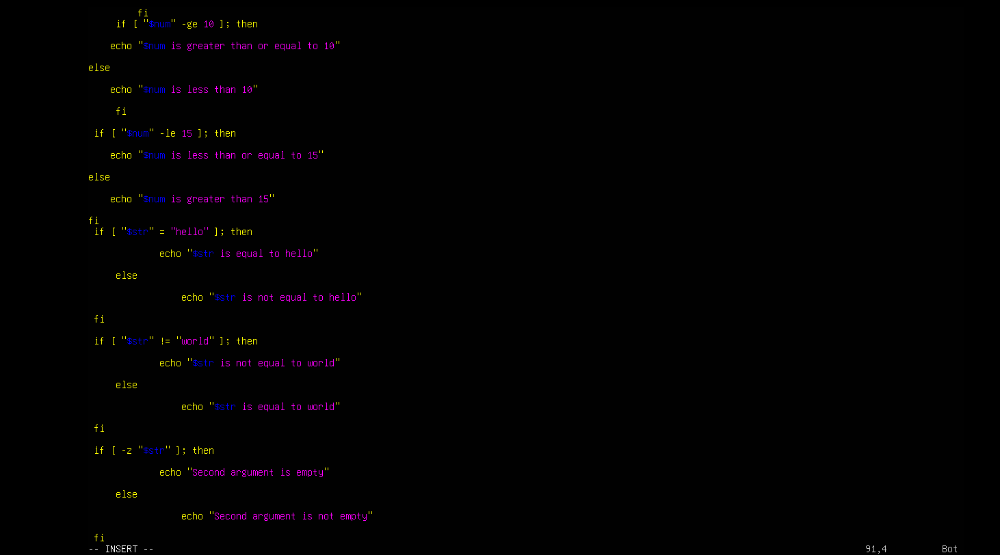 fi
if [ "$num" -ge 10 ]; then
echo "$num is greater than or equal to 10"
else
echo "$num is less than 10"
fi
if [ "$num" -le 15 ]; then
echo "$num is less than or equal to 15"
else
echo "$num is greater than 15"
fi
if [ "$str" = "hello" ]; then
echo "$str is equal to hello"
else
echo "$str is not equal to hello"
fi
if [ "$str" != "world" ]; then
echo "$str is not equal to world"
else
echo "$str is equal to world"
fi
if [ -z "$str" ]; then
echo "Second argument is empty"
else
echo "Second argument is not empty"
fi
-- INSERT -- 91,4 Bot